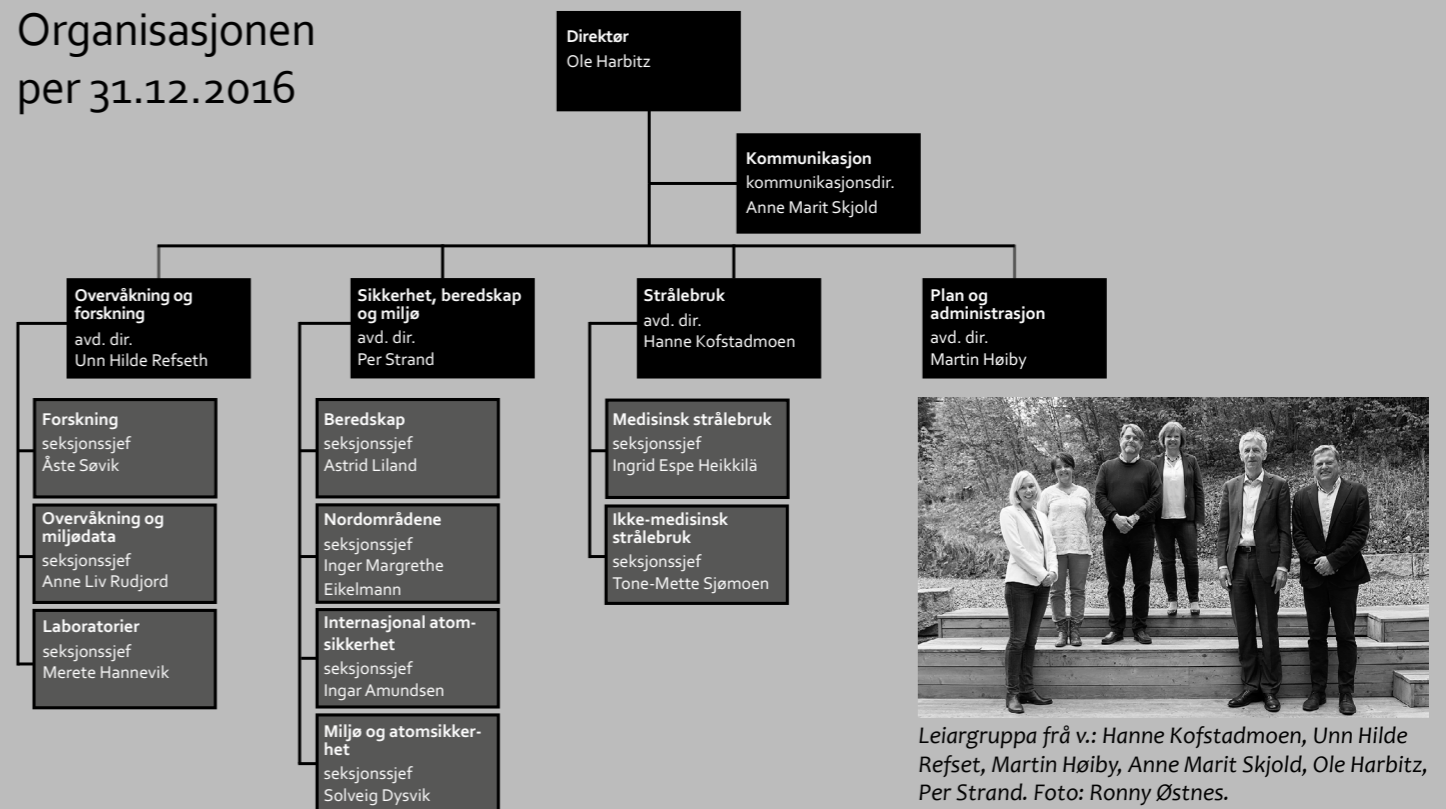 Organisasjonen
per 31.12.2016
Direktør
Ole Harbitz
Kommunikasjon
kommunikasjonsdir.
Anne Marit Skjold
Overvåkning og
forskning
avd. dir.
Unn Hilde Refseth
Forskning
seksjonssjef
Åste Søvik
Overvåkning og
miljødata
seksjonssjef
Anne Liv Rudjord
Laboratorier
seksjonssjef
Merete Hannevik
Sikkerhet, beredskap
og miljø
avd. dir.
Per Strand
Beredskap
seksjonssjef
Astrid Liland
Nordområdene
seksjonssjef
Inger Margrethe
Eikelmann
Internasjonal atom-
sikkerhet
seksjonssjef
Ingar Amundsen
Miljø og atomsikker-
het
seksjonssjef
Solveig Dysvik
Strålebruk
avd. dir.
Hanne Kofstadmoen
Medisinsk strålebruk
seksjonssjef
Ingrid Espe Heikkilä
Ikke-medisinsk
strålebruk
seksjonssjef
Tone-Mette Sjømoen
Plan og
administrasjon
avd. dir.
Martin Høiby
Leiargruppa frå v.: Hanne Kofstadmoen, Unn Hilde
Refset, Martin Høiby, Anne Marit Skjold, Ole Harbitz,
Per Strand. Foto: Ronny Østnes.